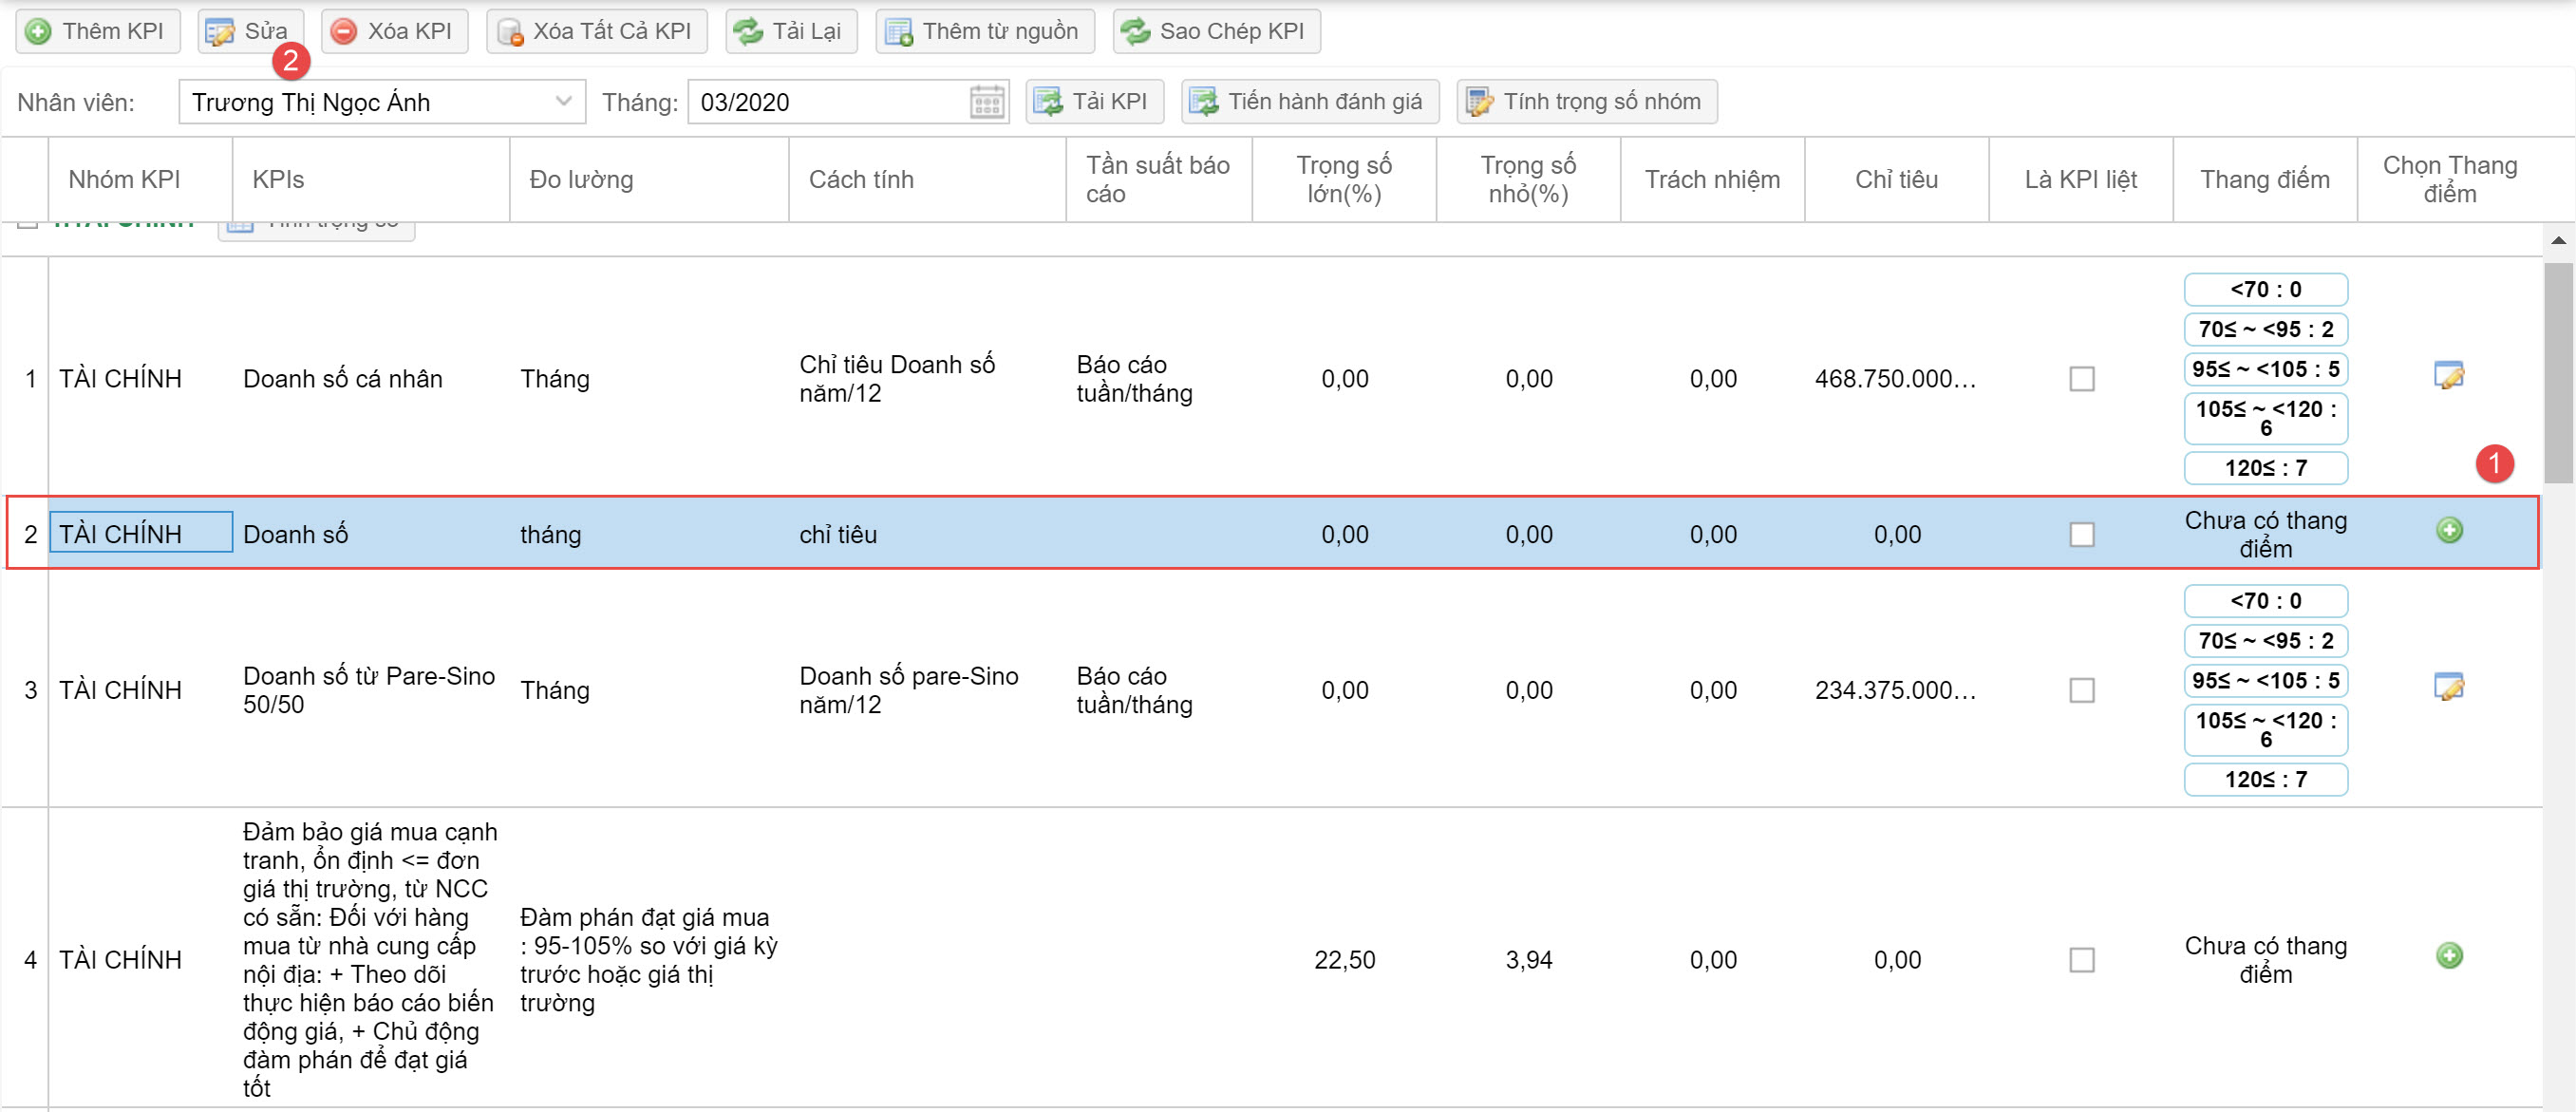 Thêm KPI Sửa Xóa KPI Xóa Tất Cả KPI Tải Lại Thêm từ nguồn Sao Chép KPI
2
Nhân viên: Trương Thị Ngọc Ánh Tháng: 03/2020 Tải KPI Tiến hành đánh giá Tính trọng số nhóm
Nhóm KPI KPIs Đo lường Cách tính Tần suất báo cáo Trọng số lớn(%) Trọng số nhỏ(%) Trách nhiệm Chỉ tiêu Là KPI liệt Thang điểm Chọn Thang điểm
Tính trọng số
1 TÀI CHÍNH Doanh số cá nhân Tháng Chỉ tiêu Doanh số năm/12 Báo cáo tuần/tháng 0,00 0,00 0,00 468.750.000...
<70 : 0
70≤ ~ <95 : 2
95≤ ~ <105 : 5
105≤ ~ <120 :
6
120≤ : 7
1
2 TÀI CHÍNH Doanh số tháng chỉ tiêu 0,00 0,00 0,00 0,00 Chưa có thang điểm
3 TÀI CHÍNH Doanh số từ Pare-Sino 50/50 Tháng Doanh số pare-Sino năm/12 Báo cáo tuần/tháng 0,00 0,00 0,00 234.375.000...
<70 : 0
70≤ ~ <95 : 2
95≤ ~ <105 : 5
105≤ ~ <120 :
6
120≤ : 7
4 TÀI CHÍNH
Đảm bảo giá mua cạnh
tranh, ổn định <= đơn
giá thị trường, từ NCC
có sẵn: Đối với hàng
mua từ nhà cung cấp
nội địa: + Theo dõi
thực hiện báo cáo biến
động giá, + Chủ động
đàm phán để đạt giá
tốt
Đàm phán đạt giá mua
: 95-105% so với giá kỳ
trước hoặc giá thị
trường
22,50 3,94 0,00 0,00 Chưa có thang điểm